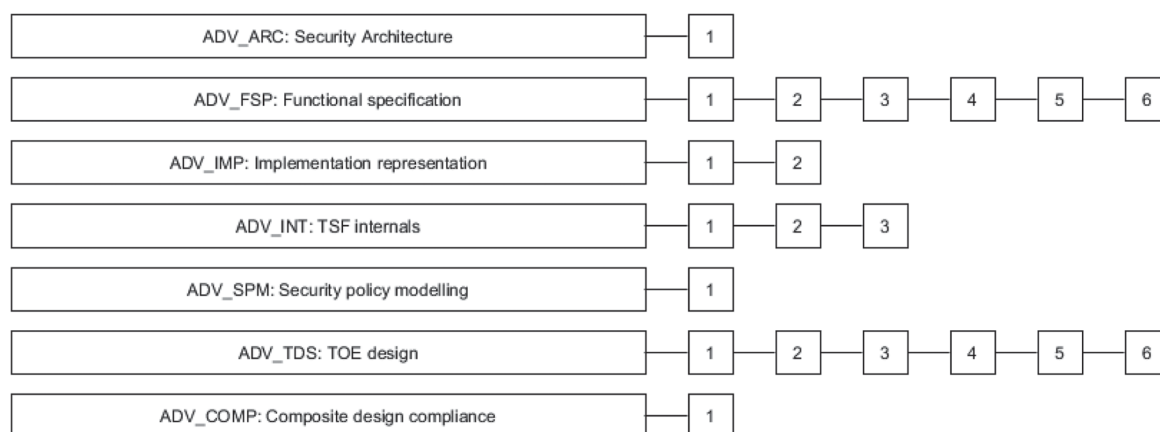 ADV_ARC: Security Architecture 1
ADV_FSP: Functional specification 1 2 3 4 5 6
ADV_IMP: Implementation representation 1 2
ADV_INT: TSF internals 1 2 3
ADV_SPM: Security policy modelling 1
ADV_TDS: TOE design 1 2 3 4 5 6
ADV_COMP: Composite design compliance 1